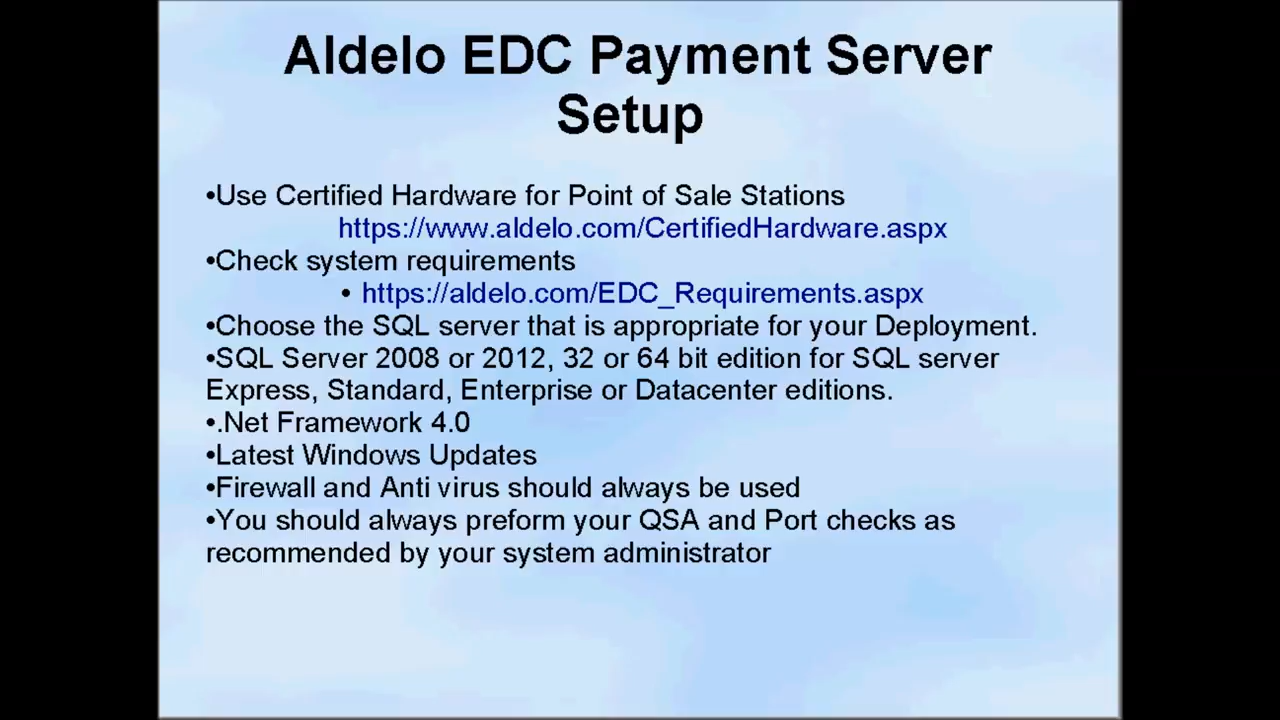 Aldelo EDC Payment Server
Setup
•Use Certified Hardware for Point of Sale Stations
https://www.aldelo.com/CertifiedHardware.aspx
•Check system requirements
• https://aldelo.com/EDC_Requirements.aspx
•Choose the SQL server that is appropriate for your Deployment.
•SQL Server 2008 or 2012, 32 or 64 bit edition for SQL server
Express, Standard, Enterprise or Datacenter editions.
•.Net Framework 4.0
•Latest Windows Updates
•Firewall and Anti virus should always be used
•You should always preform your QSA and Port checks as
recommended by your system administrator